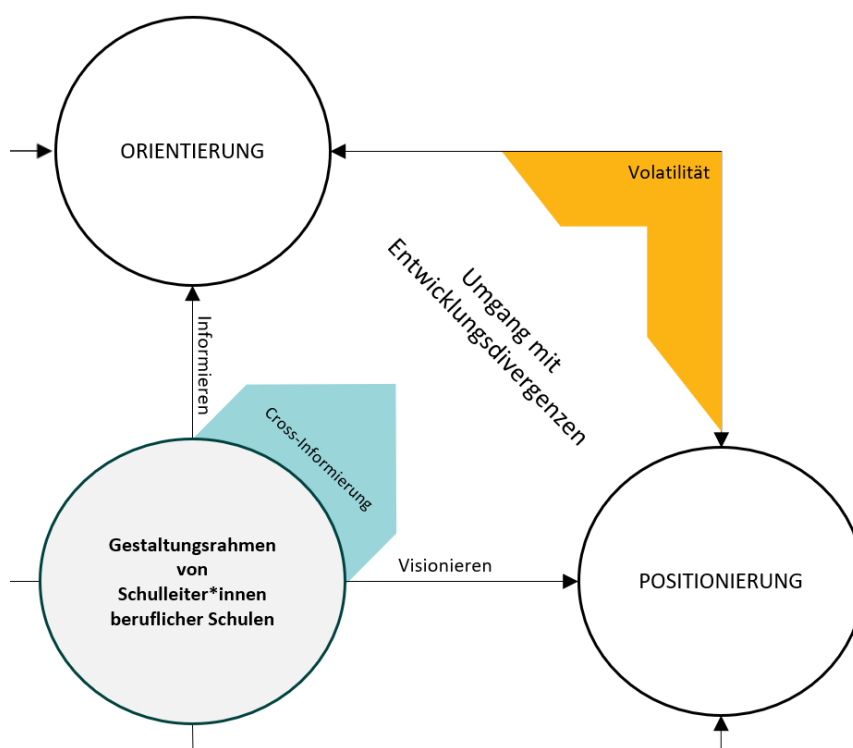 ORIENTIERUNG
Volatilität
Umgang mit
Entwicklungsdivergenzen
Informieren
Cross-Informierung
Gestaltungsrahmen
von
Schulleiter*innen
beruflicher Schulen
Visionieren
POSITIONIERUNG